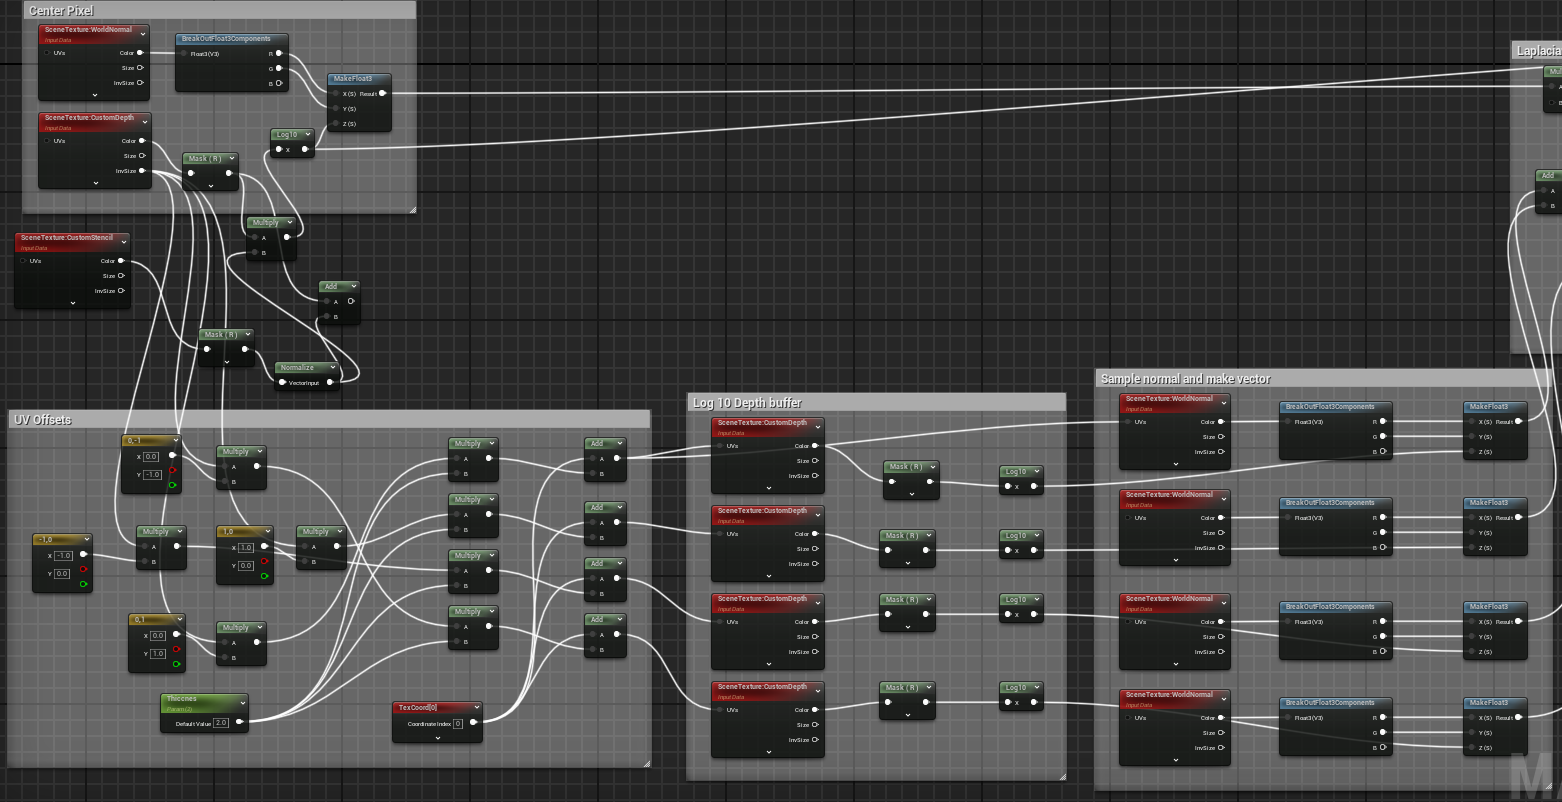 Center Pixel
SceneTexture:WorldNormal
Input Data
UVs
Color
Size
InvSize
BreakOutFloat3Components
Float3(V3)
R
G
B
MakeFloat3
X (S) Result
Y (S)
Z (S)
SceneTexture:CustomDepth
Input Data
UVs
Color
Size
InvSize
Mask ( R )
Log10
X
Laplacia
Mul
A
B
Add
A
B
Multiply
A
B
SceneTexture:CustomStencil
Input Data
UVs
Color
Size
InvSize
Add
A
B
Mask ( R )
Normalize
VectorInput
UV Offsets
0,-1
X 0.0
Y -1.0
Multiply
A
B
-1,0
X -1.0
Y 0.0
Multiply
A
B
1,0
X 1.0
Y 0.0
Multiply
A
B
0,1
X 0.0
Y 1.0
Multiply
A
B
Thiccnes
Param (2)
Default Value 2.0
TexCoord[0]
Coordinate Index 0
Multiply
A
B
Multiply
A
B
Multiply
A
B
Multiply
A
B
Add
A
B
Add
A
B
Add
A
B
Add
A
B
Log 10 Depth buffer
SceneTexture:CustomDepth
Input Data
UVs
Color
Size
InvSize
Mask ( R )
Log10
X
SceneTexture:CustomDepth
Input Data
UVs
Color
Size
InvSize
Mask ( R )
Log10
X
SceneTexture:CustomDepth
Input Data
UVs
Color
Size
InvSize
Mask ( R )
Log10
X
SceneTexture:CustomDepth
Input Data
UVs
Color
Size
InvSize
Mask ( R )
Log10
X
Sample normal and make vector
SceneTexture:WorldNormal
Input Data
UVs
Color
Size
InvSize
BreakOutFloat3Components
Float3(V3)
R
G
B
MakeFloat3
X (S) Result
Y (S)
Z (S)
SceneTexture:WorldNormal
Input Data
UVs
Color
Size
InvSize
BreakOutFloat3Components
Float3(V3)
R
G
B
MakeFloat3
X (S) Result
Y (S)
Z (S)
SceneTexture:WorldNormal
Input Data
UVs
Color
Size
InvSize
BreakOutFloat3Components
Float3(V3)
R
G
B
MakeFloat3
X (S) Result
Y (S)
Z (S)
SceneTexture:WorldNormal
Input Data
UVs
Color
Size
InvSize
BreakOutFloat3Components
Float3(V3)
R
G
B
MakeFloat3
X (S) Result
Y (S)
Z (S)
M